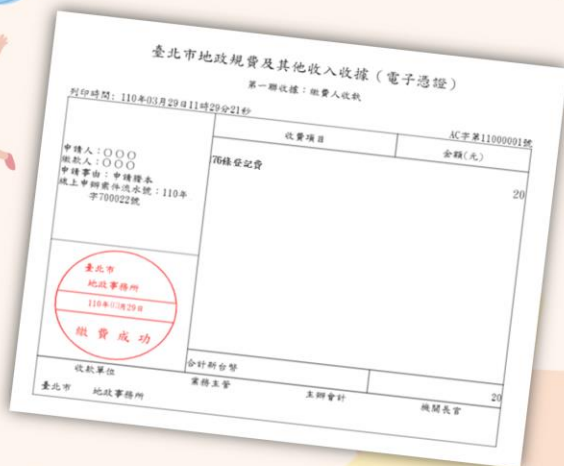 臺北市地政規費及其他收入收據(電子憑證)
第一聯收據:繳費人收執
列印時間: 110年03月29日11時29分21秒
AC字第11000001號
收費項目
金額(元)
申請人:○○○
繳款人:○○○
申請事由:申請謄本
線上申辦案件流水號:110年
字700022號
76條登記費
20
臺北市
地政事務所
110年03月29日
繳費成功
合計新台幣
20
收款單位
業務主管
主辦會計
機關長官
臺北市 地政事務所